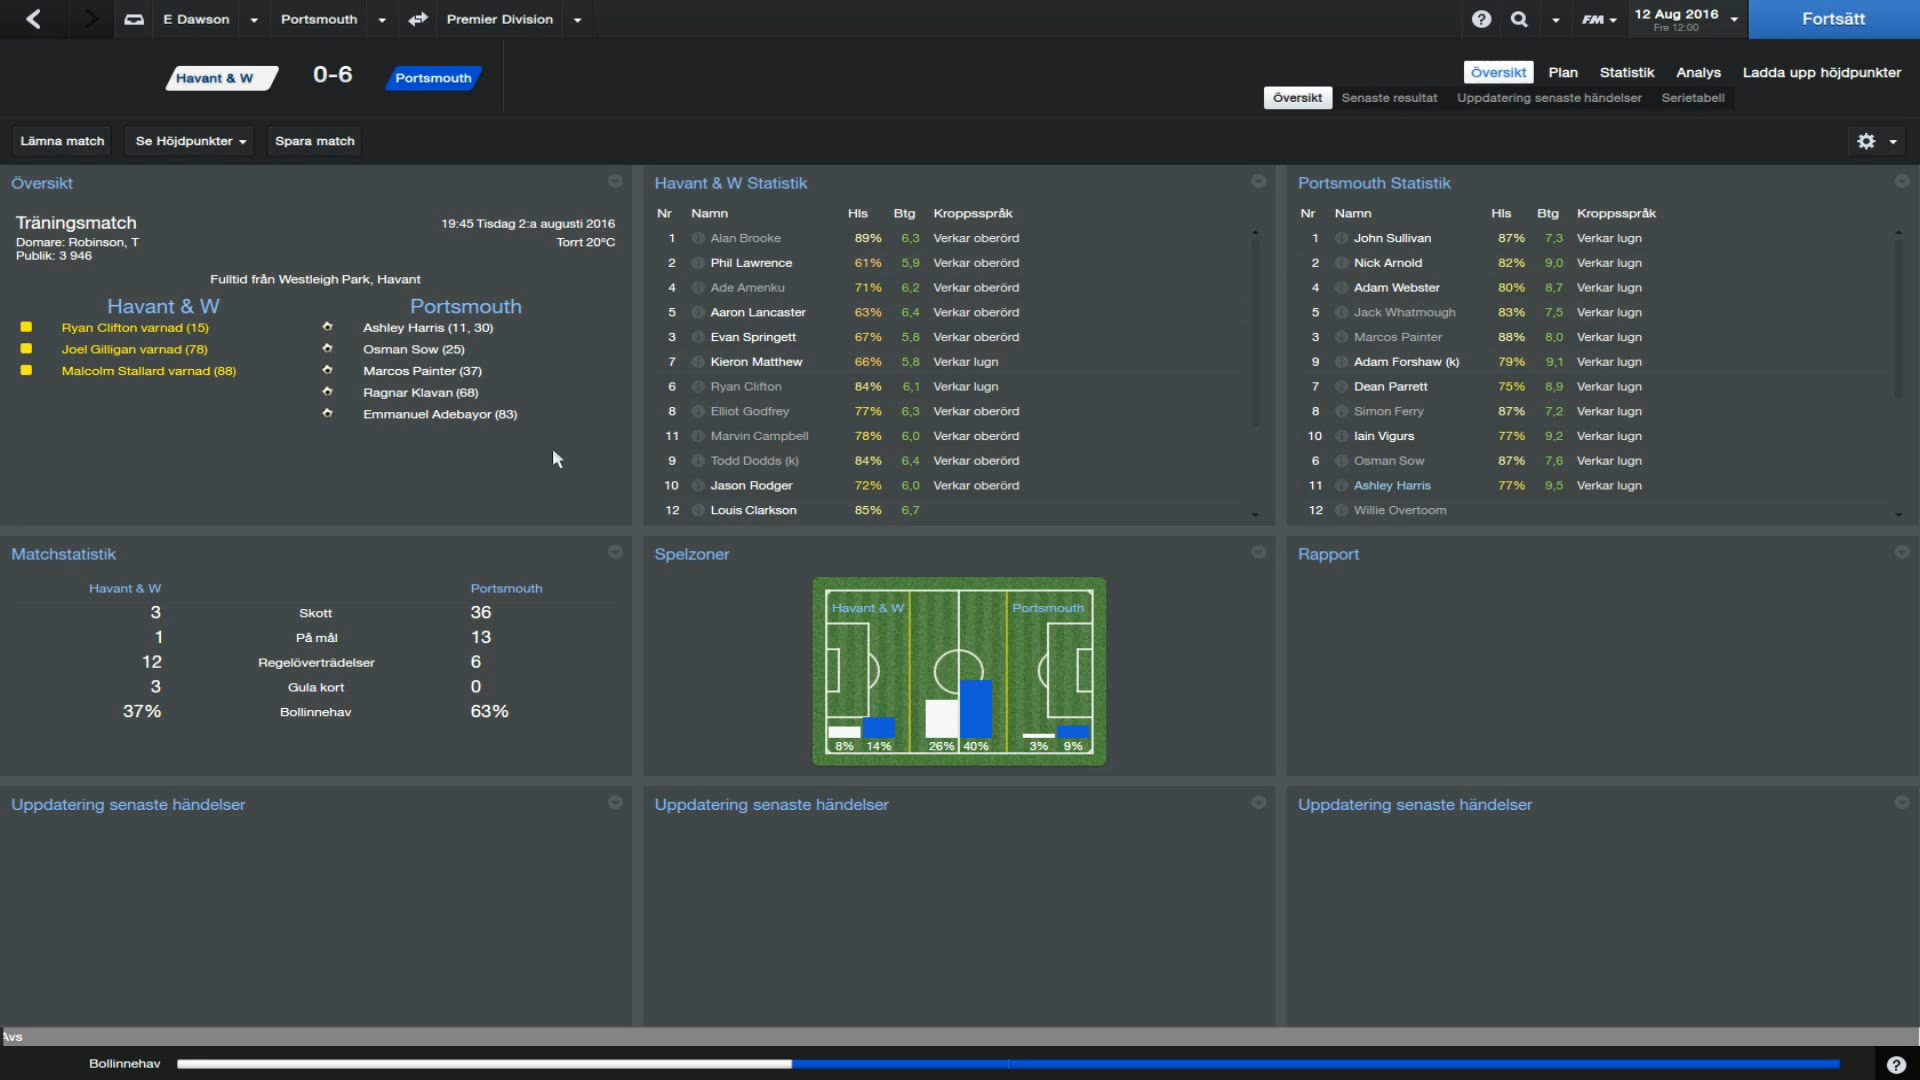 E Dawson
Portsmouth
Premier Division
FM
12 Aug 2016
Fre 12:00
Fortsätt
Havant & W
0-6
Portsmouth
Översikt
Plan
Statistik
Analys
Ladda upp höjdpunkter
Översikt
Senaste resultat
Uppdatering senaste händelser
Serietabell
Lämna match
Se Höjdpunkter
Spara match
Översikt
Träningsmatch
19:45 Tisdag 2:a augusti 2016
Domare: Robinson, T
Torrt 20°C
Publik: 3 946
Fulltid från Westleigh Park, Havant
Havant & W
Portsmouth
Ryan Clifton varnad (15)
Ashley Harris (11, 30)
Joel Gilligan varnad (78)
Osman Sow (25)
Malcolm Stallard varnad (88)
Marcos Painter (37)
Ragnar Klavan (68)
Emmanuel Adebayor (83)
Havant & W Statistik
Nr Namn Hls Btg Kroppsspråk
1 Alan Brooke 89% 6,3 Verkar oberörd
2 Phil Lawrence 61% 5,9 Verkar oberörd
4 Ade Amenku 71% 6,2 Verkar oberörd
5 Aaron Lancaster 63% 6,4 Verkar oberörd
3 Evan Springett 67% 5,8 Verkar oberörd
7 Kieron Matthew 66% 5,8 Verkar lugn
6 Ryan Clifton 84% 6,1 Verkar lugn
8 Elliot Godfrey 77% 6,3 Verkar oberörd
11 Marvin Campbell 78% 6,0 Verkar oberörd
9 Todd Dodds (k) 84% 6,4 Verkar oberörd
10 Jason Rodger 72% 6,0 Verkar oberörd
12 Louis Clarkson 85% 6,7
Portsmouth Statistik
Nr Namn Hls Btg Kroppsspråk
1 John Sullivan 87% 7,3 Verkar lugn
2 Nick Arnold 82% 9,0 Verkar lugn
4 Adam Webster 80% 8,7 Verkar lugn
5 Jack Whatmough 83% 7,5 Verkar lugn
3 Marcos Painter 88% 8,0 Verkar lugn
9 Adam Forshaw (k) 79% 9,1 Verkar lugn
7 Dean Parrett 75% 8,9 Verkar lugn
8 Simon Ferry 87% 7,2 Verkar lugn
10 Iain Vigurs 77% 9,2 Verkar lugn
6 Osman Sow 87% 7,6 Verkar lugn
11 Ashley Harris 77% 9,5 Verkar lugn
12 Willie Overtoom
Matchstatistik
Havant & W
Portsmouth
3 Skott 36
1 På mål 13
12 Regelöverträdelser 6
3 Gula kort 0
37% Bollinnehav 63%
Spelzoner
Havant & W
Portsmouth
8% 14% 26% 40% 3% 9%
Rapport
Uppdatering senaste händelser
Uppdatering senaste händelser
Uppdatering senaste händelser
Avs
Bollinnehav